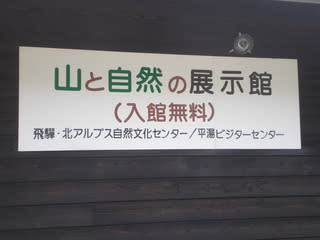 山と自然の展示館
(入館無料)
飛騨・北アルプス自然文化センター/平湯ビジターセンター